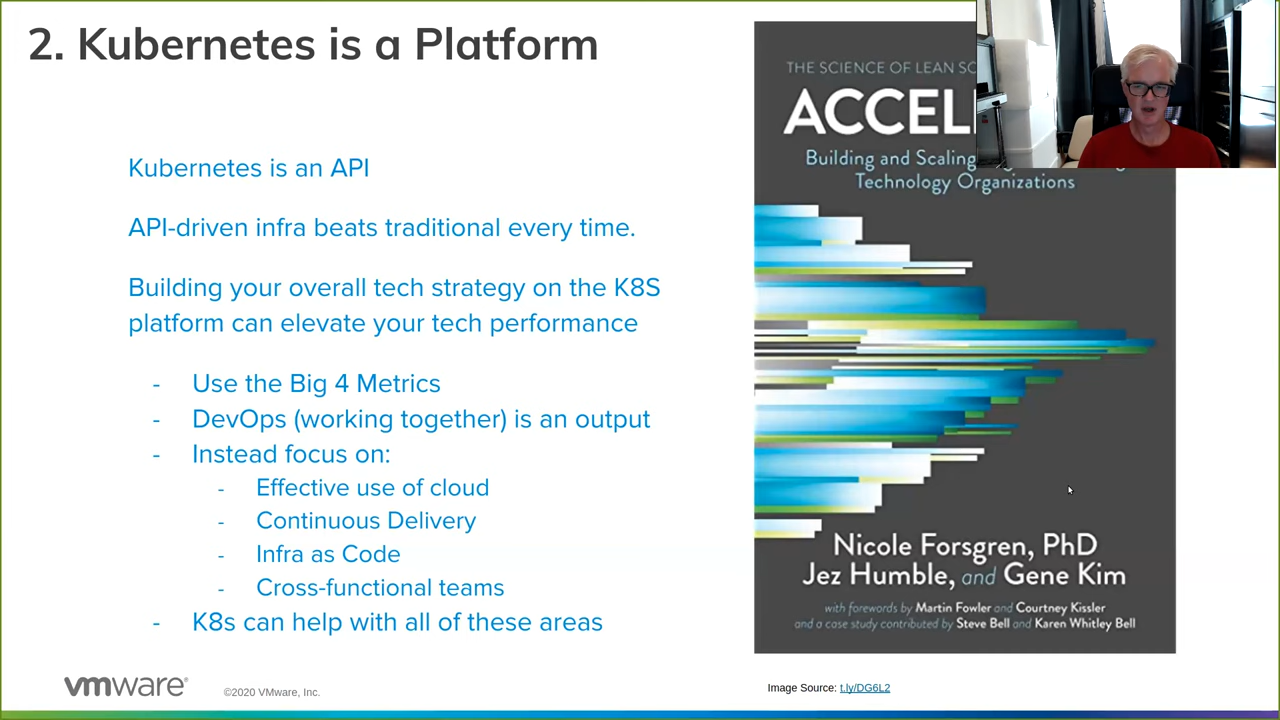 2. Kubernetes is a Platform
Kubernetes is an API
API-driven infra beats traditional every time.
Building your overall tech strategy on the K8S
platform can elevate your tech performance
- Use the Big 4 Metrics
- DevOps (working together) is an output
- Instead focus on:
- Effective use of cloud
- Continuous Delivery
- Infra as Code
- Cross-functional teams
- K8s can help with all of these areas
THE SCIENCE OF LEAN SO
ACCEL
Building and Scaling
Technology Organizations
Nicole Forsgren, PhD
Jez Humble, and Gene Kim
with forewords by Martin Fowler and Courtney Kissler
and a case study contributed by Steve Bell and Karen Whitley Bell
vmware®
©2020 VMware, Inc.
Image Source: t.ly/DG6L2